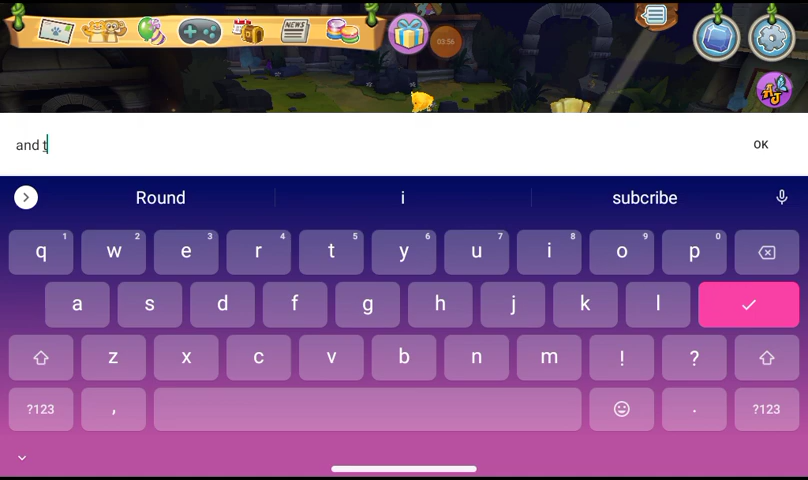 NEWS
03:56
AJ
and t
OK
Round i subcribe
q 1 w 2 e 3 r 4 t 5 y 6 u 7 i 8 o 9 p 0
a s d f g h j k l
z x c v b n m ! ?
?123 , . ?123